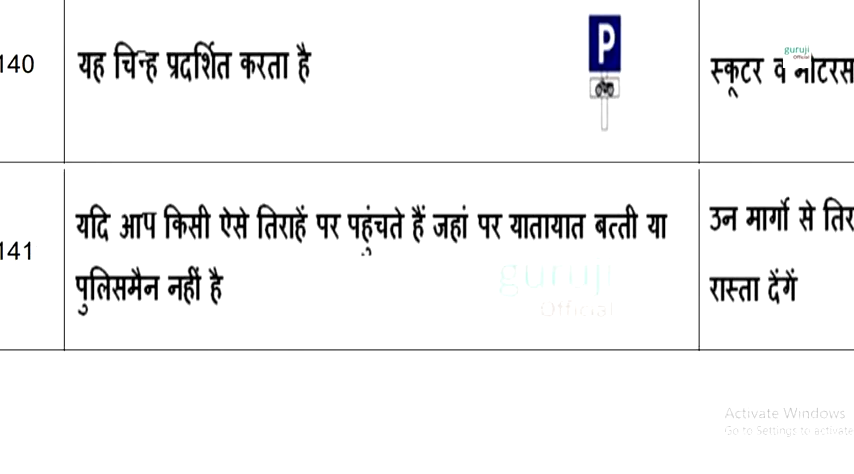 140
यह चिन्ह प्रदर्शित करता है
P
guruji
Official
स्कूटर व
141
यदि आप किसी ऐसे तिराहें पर पहुंचते हैं जहां पर यातायात बत्ती या
पुलिसमैन नहीं है
उन मार्गो से
रास्ता देंगें
guruji
Official
Activate Windows
Go to Settings to activate